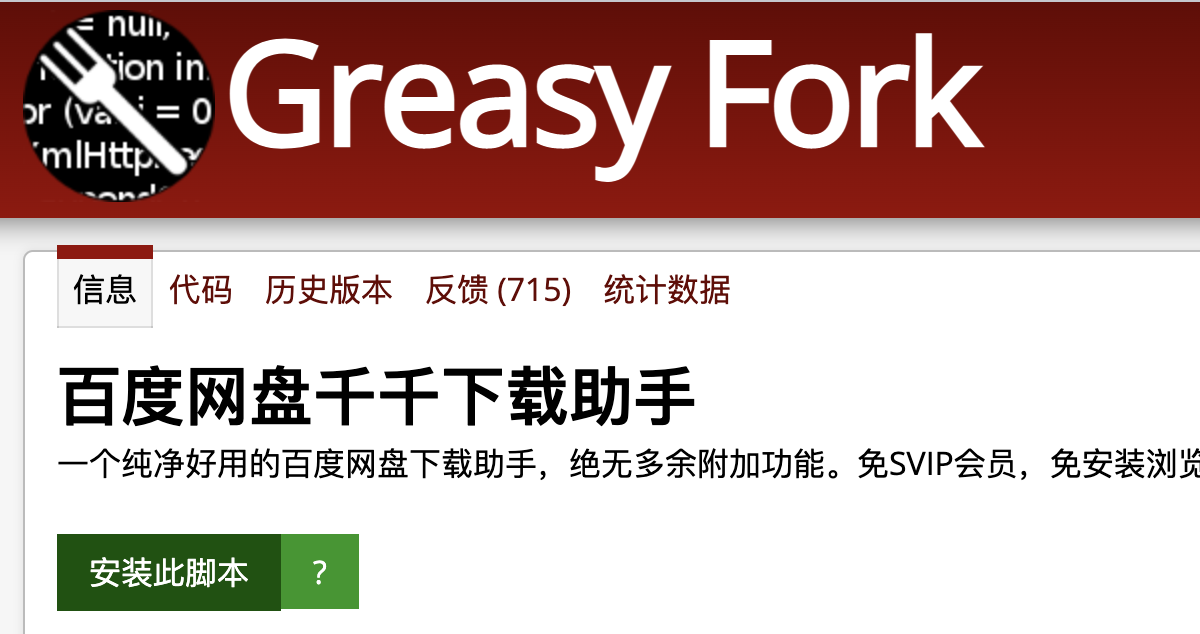 = null,
tion in
or (va i = 0
mlHttp
Greasy Fork
信息 代码 历史版本 反馈 (715) 统计数据
百度网盘千千下载助手
一个纯净好用的百度网盘下载助手，绝无多余附加功能。免SVIP会员，免安装浏览
安装此脚本 ?